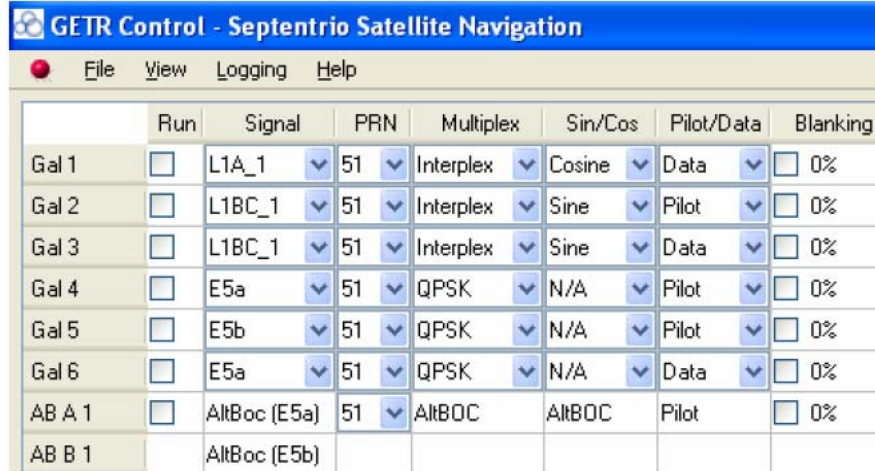 GETR Control - Septentrio Satellite Navigation
File View Logging Help
Run Signal PRN Multiplex Sin/Cos Pilot/Data Blanking
Gal 1 L1A_1 51 Interplex Cosine Data 0%
Gal 2 L1BC_1 51 Interplex Sine Pilot 0%
Gal 3 L1BC_1 51 Interplex Sine Data 0%
Gal 4 E5a 51 QPSK N/A Pilot 0%
Gal 5 E5b 51 QPSK N/A Pilot 0%
Gal 6 E5a 51 QPSK N/A Data 0%
AB A 1 AltBoc (E5a) 51 AltBOC AltBOC Pilot 0%
AB B 1 AltBoc (E5b)